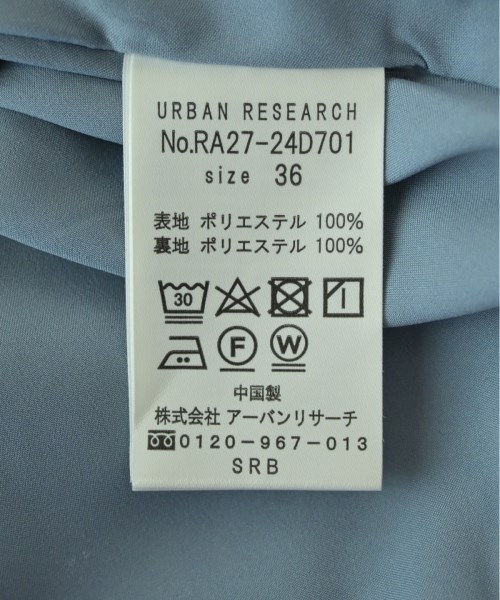 URBAN RESEARCH
No.RA27-24D701
size 36
表地 ポリエステル 100%
裏地 ポリエステル 100%
30
F W
中国製
株式会社 アーバンリサーチ
0120-967-013
SRB